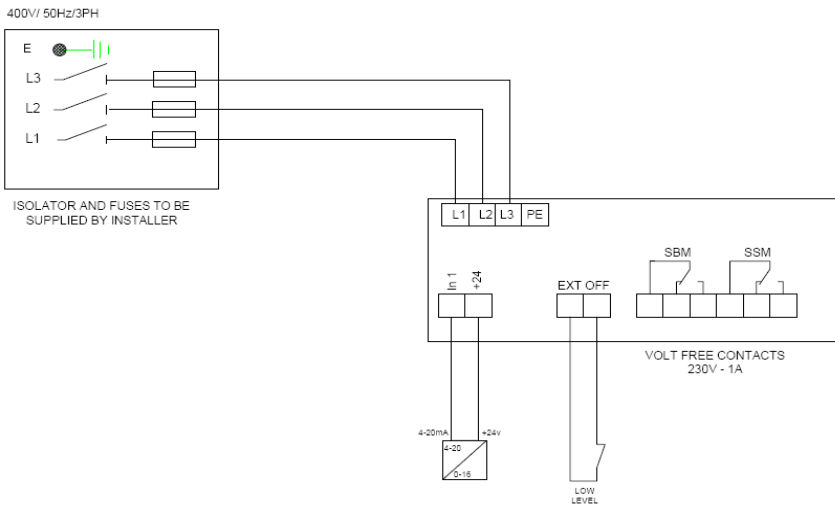 400V/ 50Hz/3PH
E
L3
L2
L1
ISOLATOR AND FUSES TO BE
SUPPLIED BY INSTALLER
L1 L2 L3 PE
In 1 +24
EXT OFF
SBM SSM
VOLT FREE CONTACTS
230V - 1A
4-20mA +24v
4-20
0-16
LOW
LEVEL